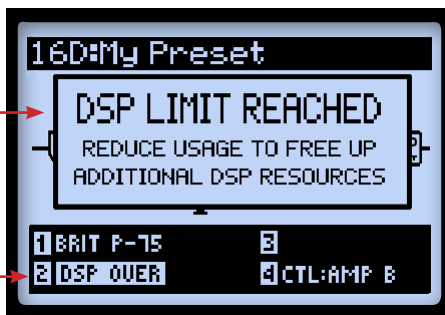 16D:My Preset
DSP LIMIT REACHED
REDUCE USAGE TO FREE UP
ADDITIONAL DSP RESOURCES
1 BRIT P-75
3
2 DSP OVER
4 CTL:AMP B